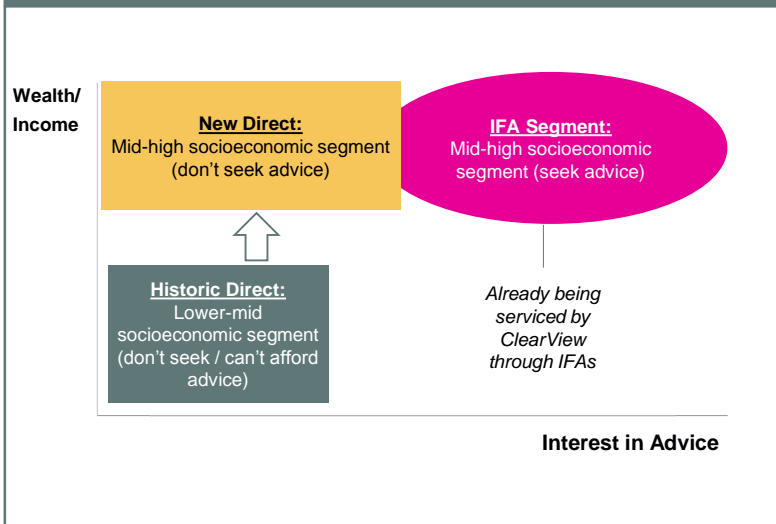 Wealth/
Income
New Direct:
Mid-high socioeconomic segment
(don't seek advice)
IFA Segment:
Mid-high socioeconomic
segment (seek advice)
Historic Direct:
Lower-mid
socioeconomic segment
(don't seek / can't afford
advice)
Already being
serviced by
ClearView
through IFAs
Interest in Advice